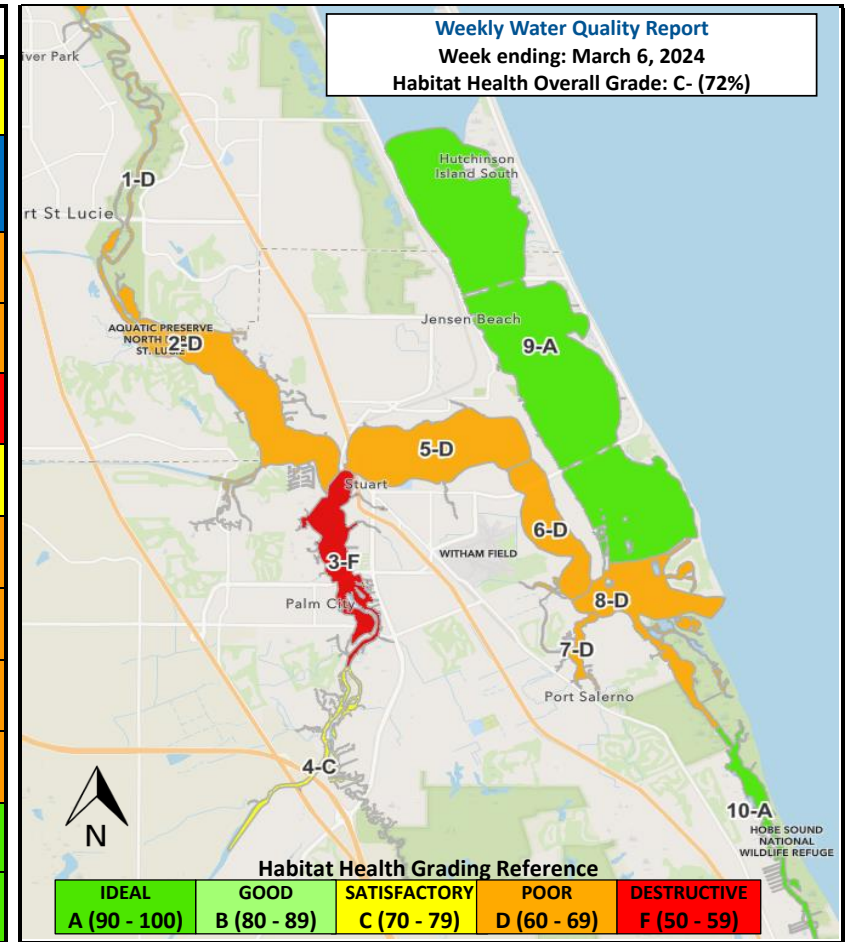 Weekly Water Quality Report
Week ending: March 6, 2024
Habitat Health Overall Grade: C- (72%)
iver Park
Hutchinson
Island South
1-D
rt St Lucie
Jensen Beach
AQUATIC PRESERVE
NORTH
ST. LUCIE
2-D
9-A
5-D
Stuart
6-D
WITHAM FIELD
3-F
Palm City
8-D
7-D
Port Salerno
4-C
10-A
HOBE SOUND
NATIONAL
WILDLIFE REFUGE
N
Habitat Health Grading Reference
IDEAL GOOD SATISFACTORY POOR DESTRUCTIVE
A (90 - 100) B (80 - 89) C (70 - 79) D (60 - 69) F (50 - 59)